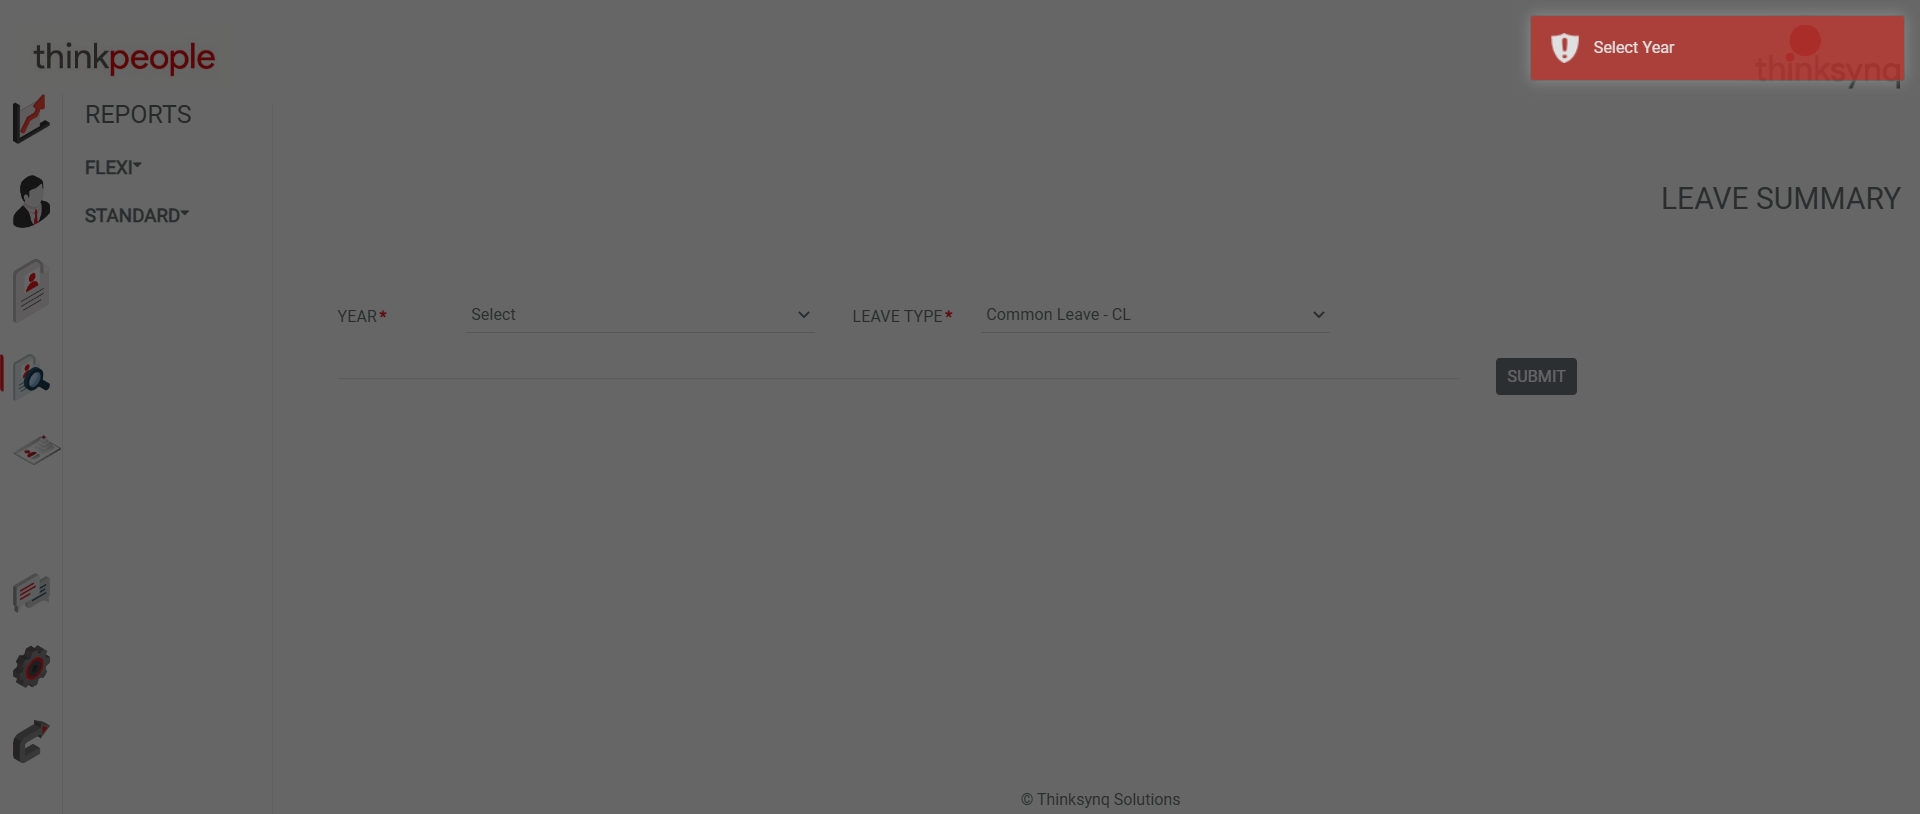 thinkpeople
Select Year
thinksynq
REPORTS
FLEXI
STANDARD
LEAVE SUMMARY
YEAR* Select LEAVE TYPE* Common Leave - CL
SUBMIT
© Thinksynq Solutions